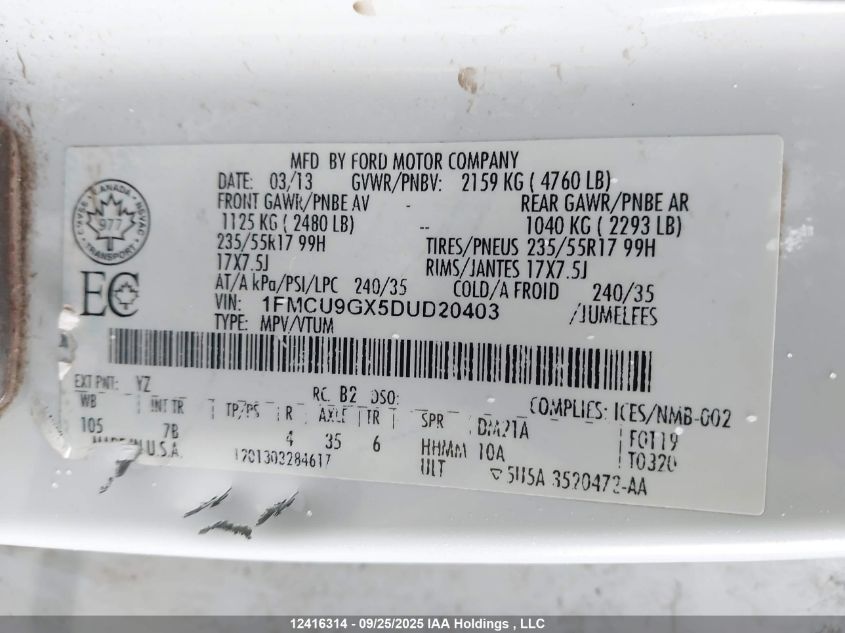 MFD BY FORD MOTOR COMPANY
DATE: 03/13 GVWR/PNBV: 2159 KG ( 4760 LB)
FRONT GAWR/PNBE AV - REAR GAWR/PNBE AR
1125 KG ( 2480 LB) -- 1040 KG ( 2293 LB)
235/55R17 99H TIRES/PNEUS 235/55R17 99H
17X7.5J RIMS/JANTES 17X7.5J
AT/A kPa/PSI/LPC 240/35 COLD/A FROID 240/35
VIN: 1FMCU9GX5DUD20403 /JUMELEES
TYPE: MPV/VTUM
CANADA
977
TRANSPORT
EC
EXT PNT: YZ RC: B2 DSO: COMPLIES: ICES/NMB-002
WB INT TR TP/PS R AXLE TR SPR DM21A F0119
105 7B 4 35 6 HHMM 10A T0320
MADE IN U.S.A. 1201303284617 ULT 5U5A 3520472-AA
12416314 - 09/25/2025 IAA Holdings , LLC